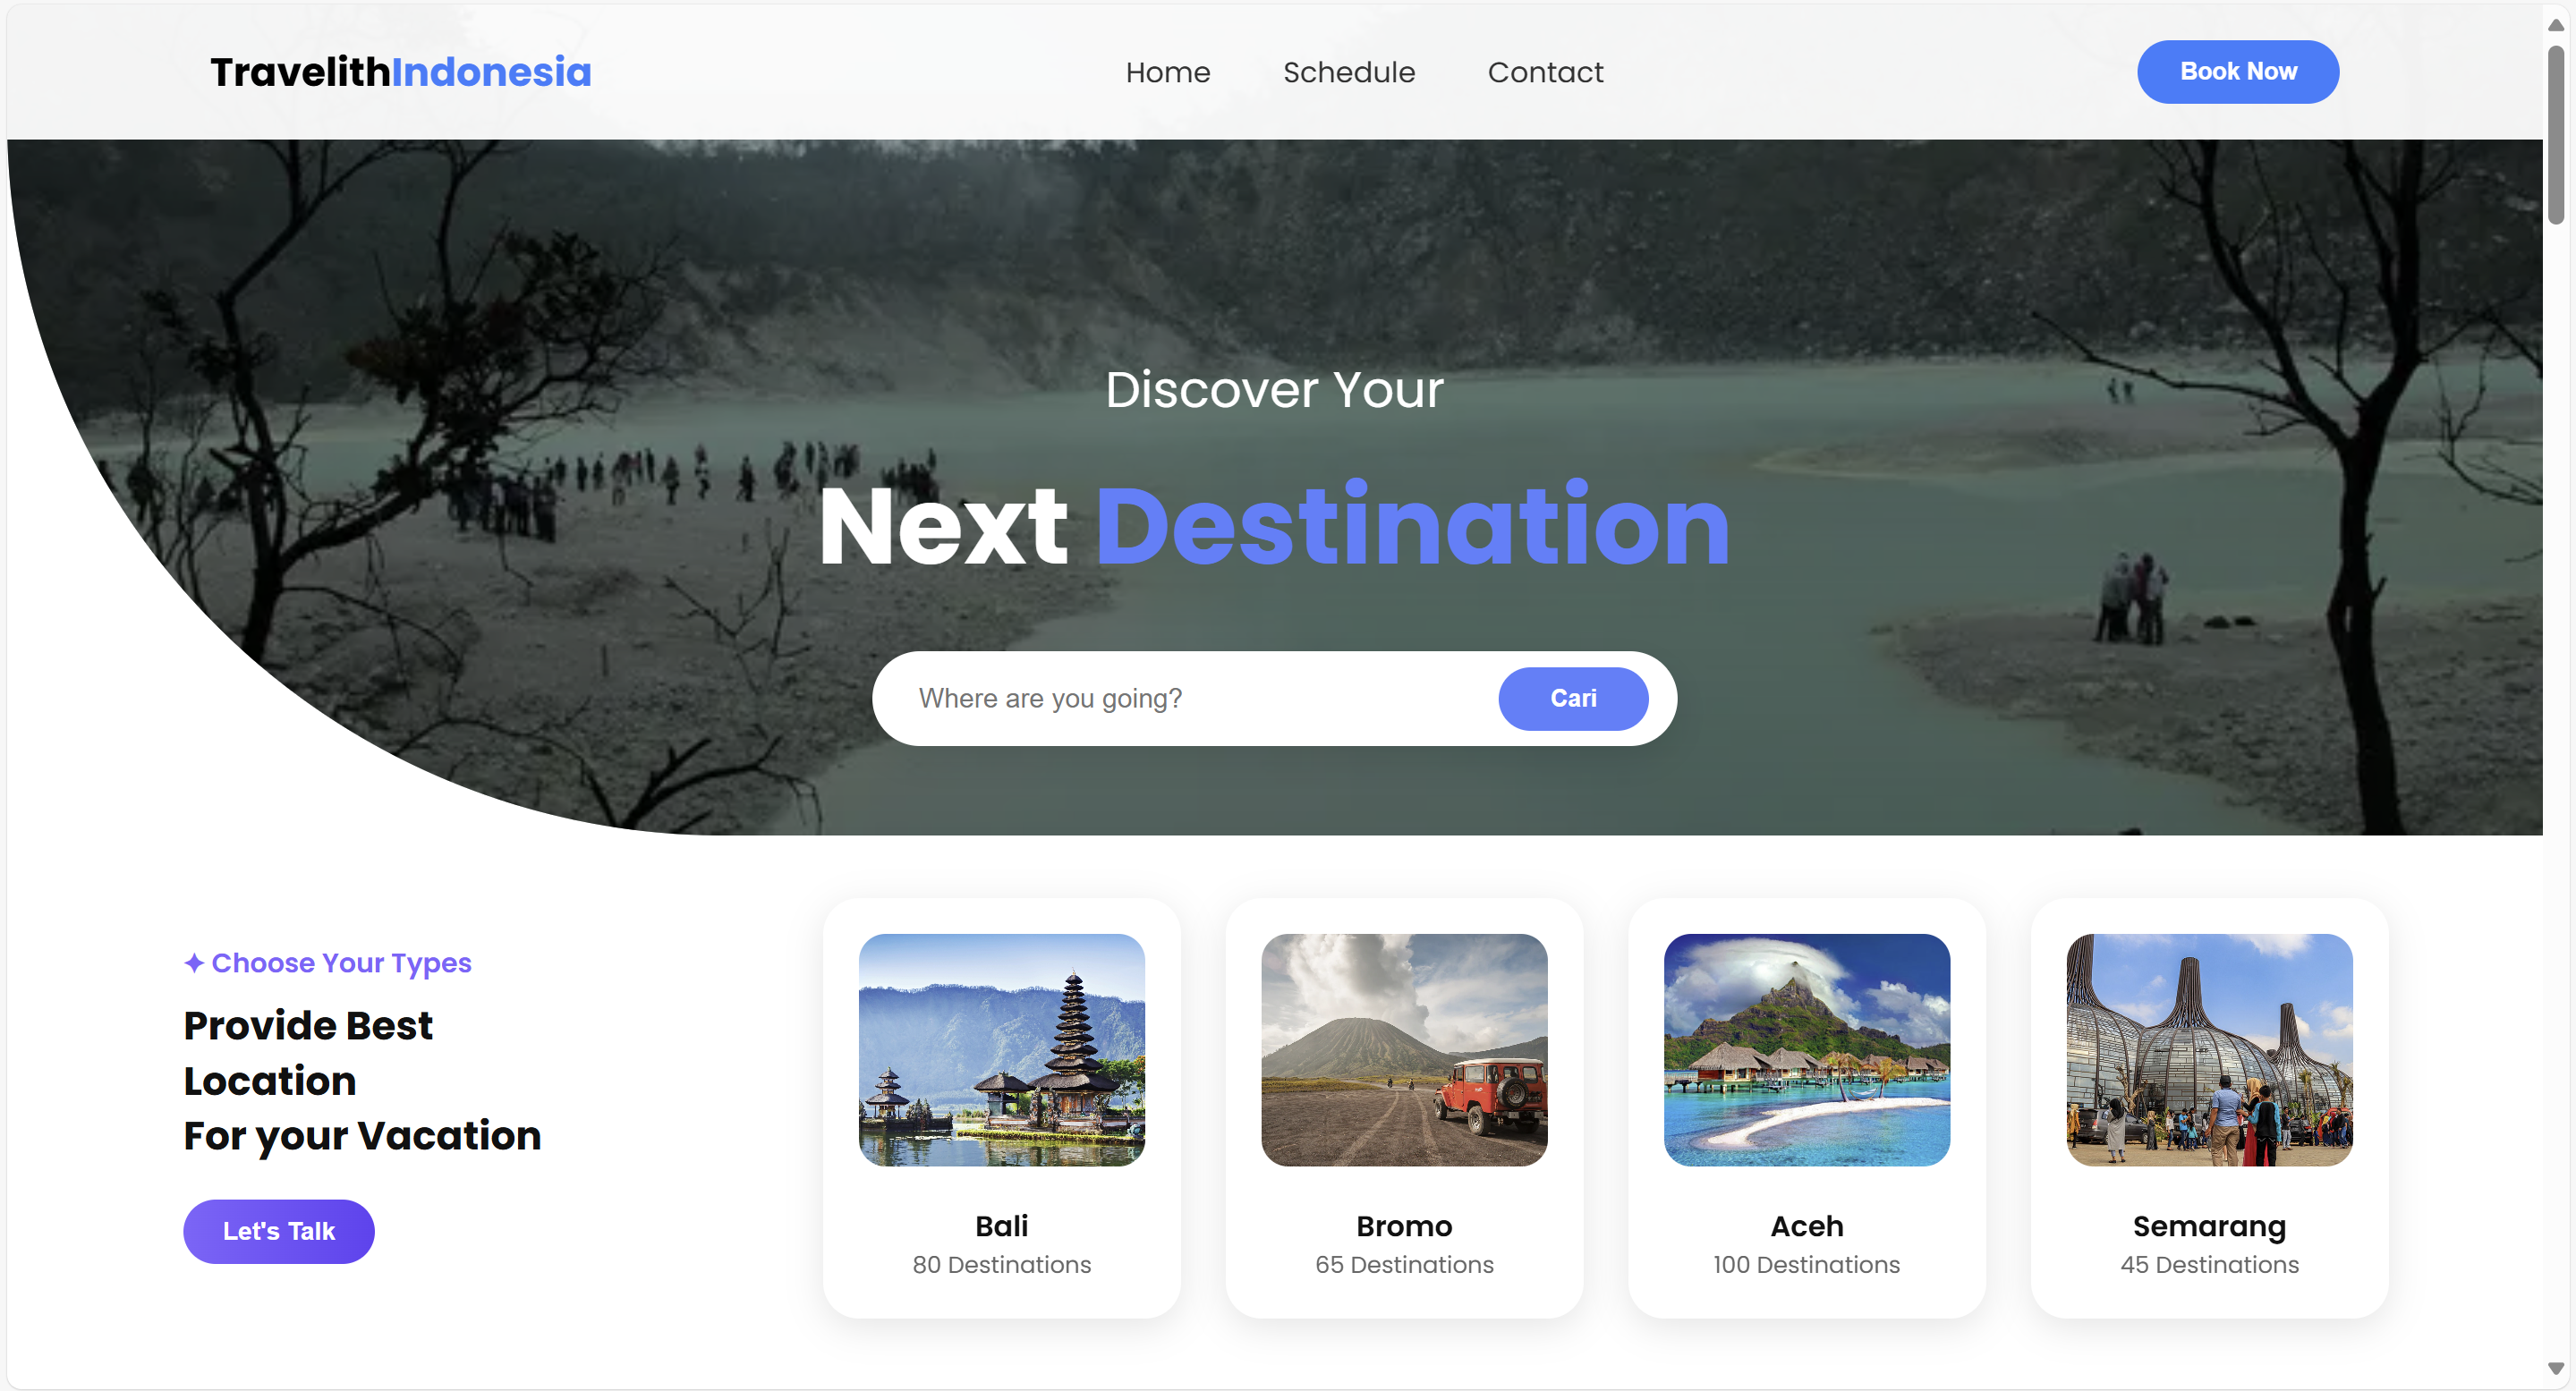 TravelithIndonesia
Home
Schedule
Contact
Book Now
Discover Your
Next Destination
Where are you going?
Cari
✦ Choose Your Types
Provide Best
Location
For your Vacation
Let's Talk
Bali
80 Destinations
Bromo
65 Destinations
Aceh
100 Destinations
Semarang
45 Destinations